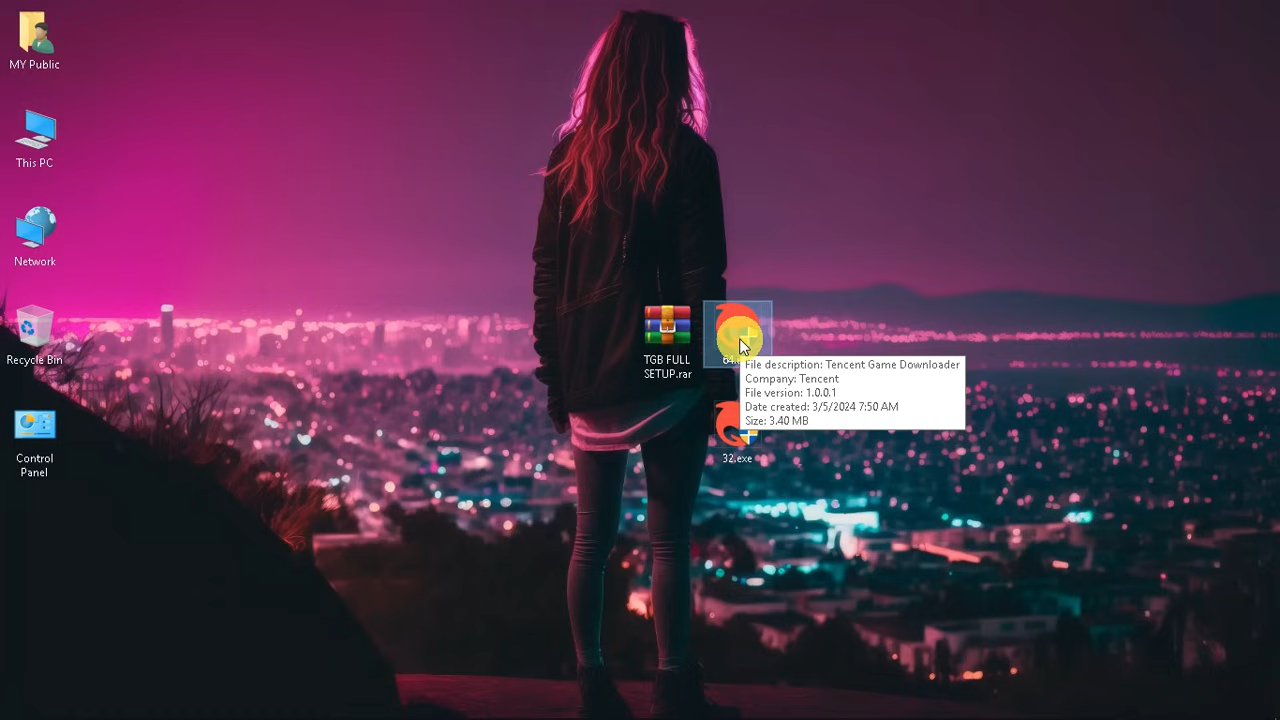 MY Public
This PC
Network
Recycle Bin
Control
Panel
TGB FULL
SETUP.rar
64.
File description: Tencent Game Downloader
Company: Tencent
File version: 1.0.0.1
Date created: 3/5/2024 7:50 AM
Size: 3.40 MB
32.exe